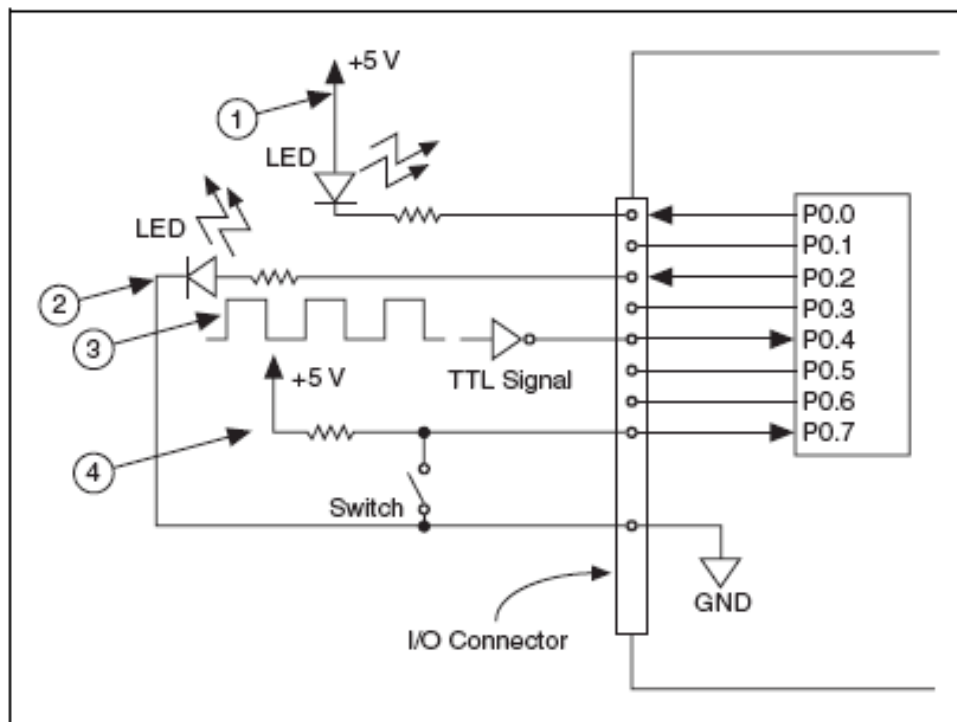 +5 V
1
LED
LED
P0.0
P0.1
2
P0.2
P0.3
3
P0.4
+5 V
TTL Signal
P0.5
P0.6
P0.7
4
Switch
GND
I/O Connector